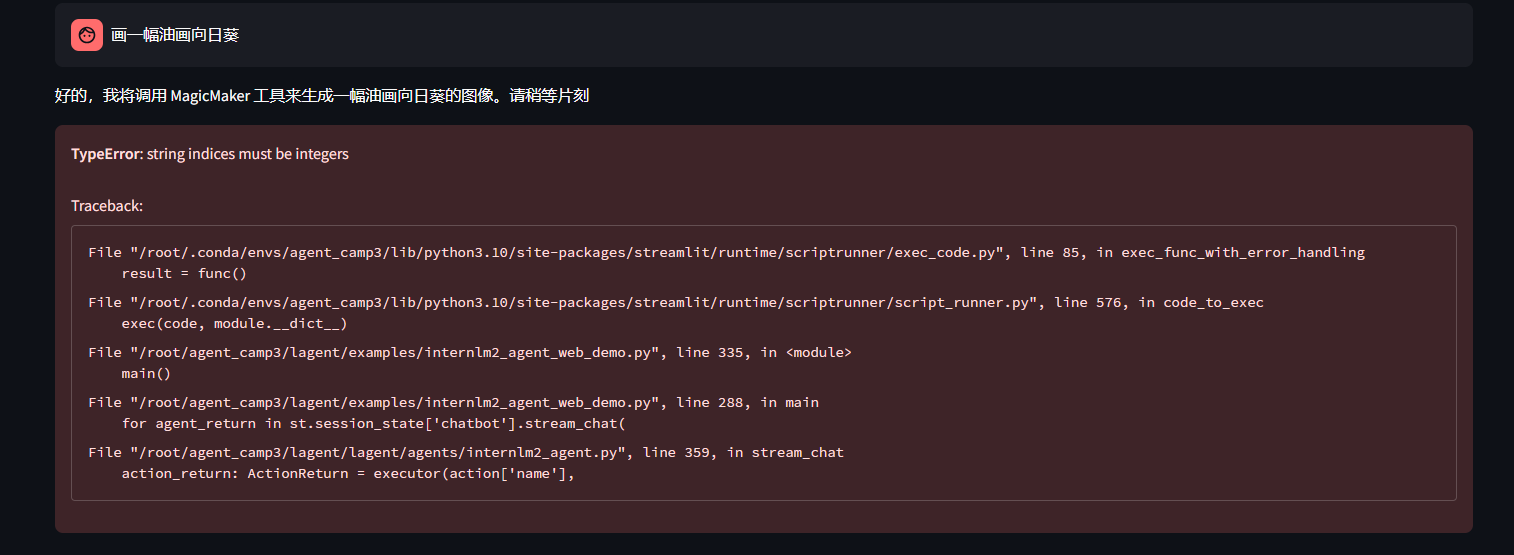 画一幅油画向日葵
好的，我将调用 MagicMaker 工具来生成一幅油画向日葵的图像。请稍等片刻
TypeError: string indices must be integers
Traceback:
File "/root/.conda/envs/agent_camp3/lib/python3.10/site-packages/streamlit/runtime/scriptrunner/exec_code.py", line 85, in exec_func_with_error_handling
    result = func()
File "/root/.conda/envs/agent_camp3/lib/python3.10/site-packages/streamlit/runtime/scriptrunner/script_runner.py", line 576, in code_to_exec
    exec(code, module.__dict__)
File "/root/agent_camp3/lagent/examples/internlm2_agent_web_demo.py", line 335, in <module>
    main()
File "/root/agent_camp3/lagent/examples/internlm2_agent_web_demo.py", line 288, in main
    for agent_return in st.session_state['chatbot'].stream_chat(
File "/root/agent_camp3/lagent/lagent/agents/internlm2_agent.py", line 359, in stream_chat
    action_return: ActionReturn = executor(action['name'],